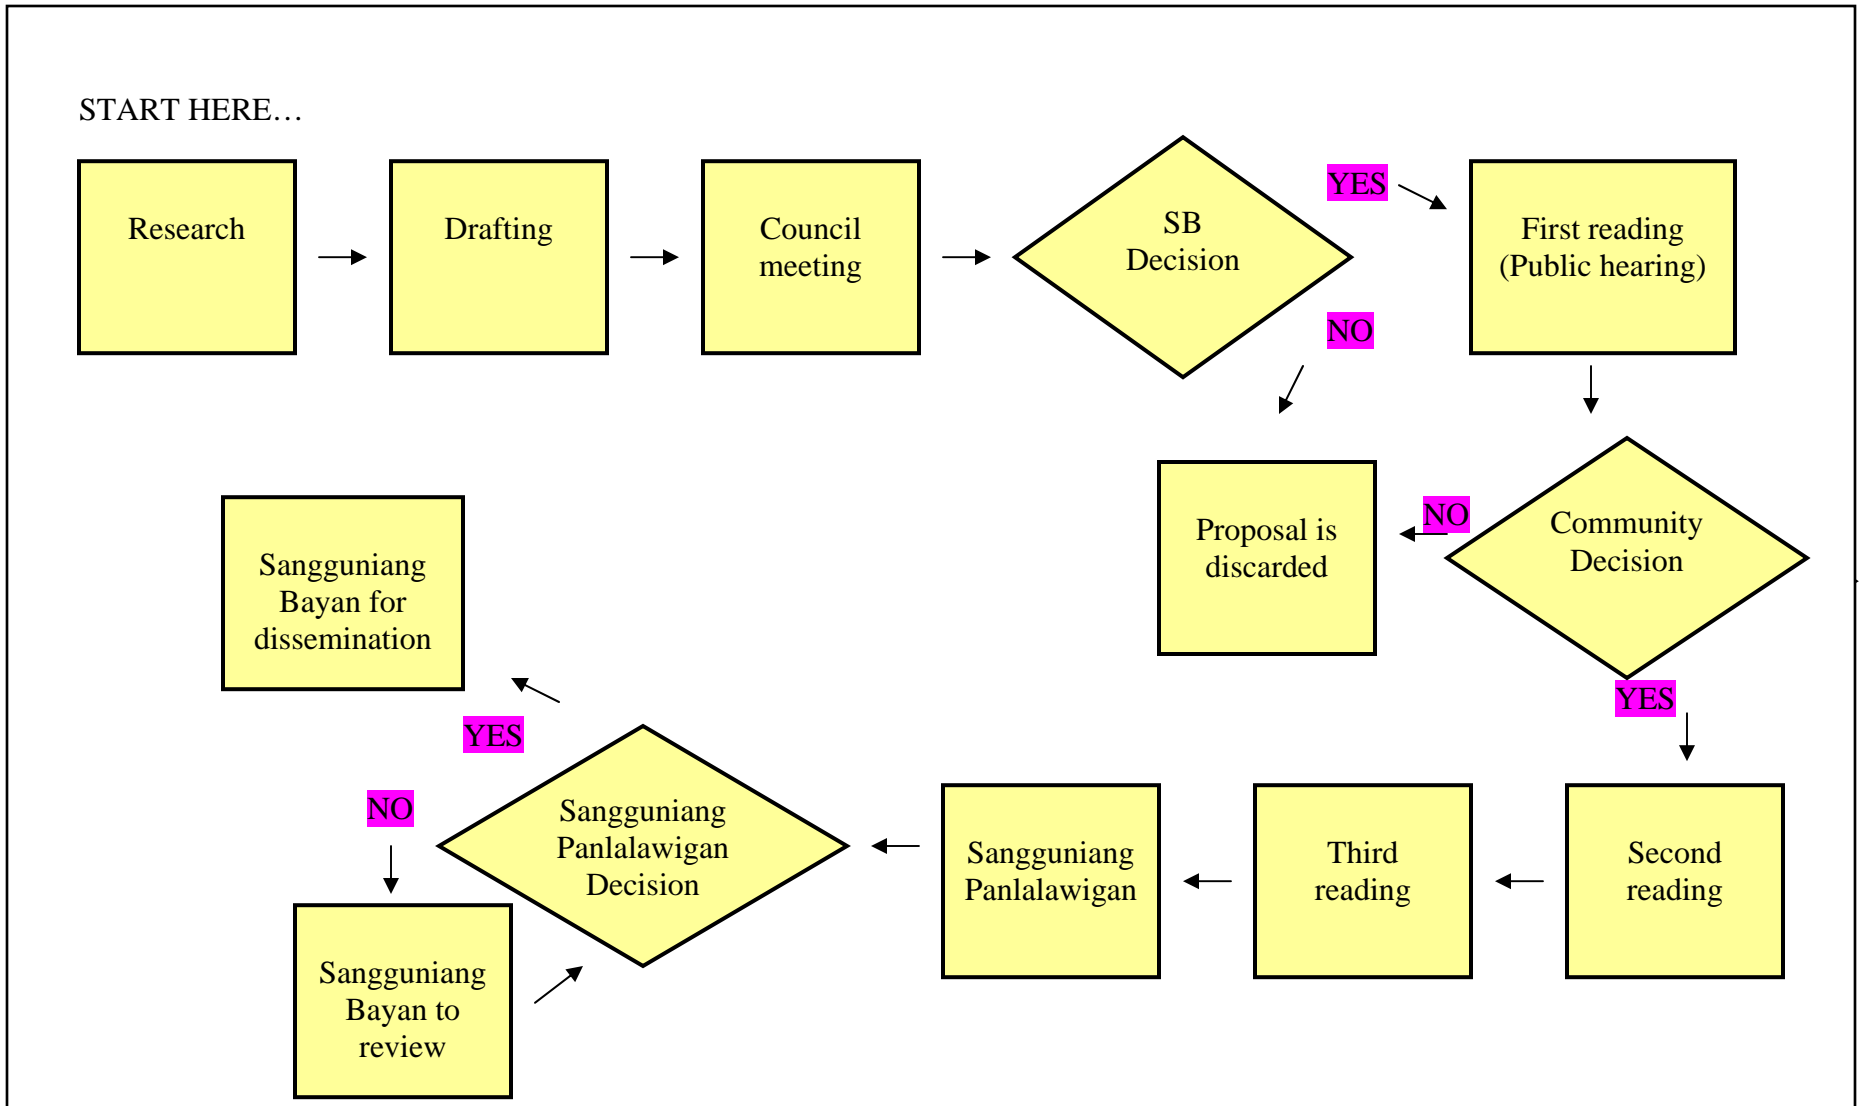 START HERE…
Research
Drafting
Council
meeting
SB
Decision
YES
First reading
(Public hearing)
NO
Proposal is
discarded
NO
Community
Decision
YES
Second
reading
Third
reading
Sangguniang
Panlalawigan
Sangguniang
Panlalawigan
Decision
YES
Sangguniang
Bayan for
dissemination
NO
Sangguniang
Bayan to
review